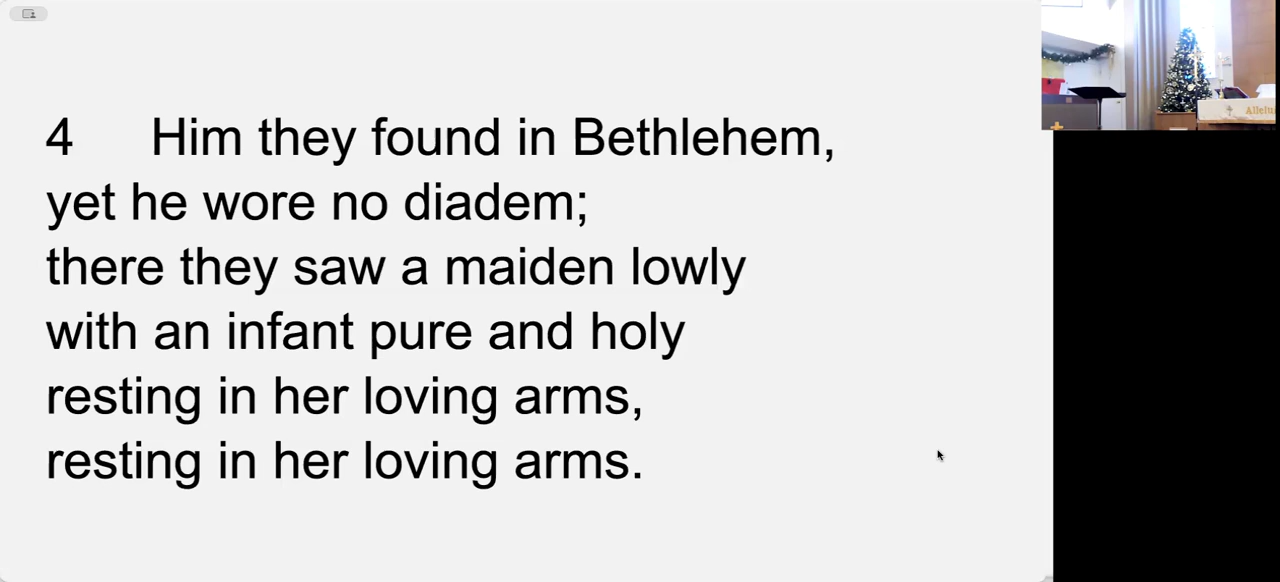 4 Him they found in Bethlehem,
yet he wore no diadem;
there they saw a maiden lowly
with an infant pure and holy
resting in her loving arms,
resting in her loving arms.